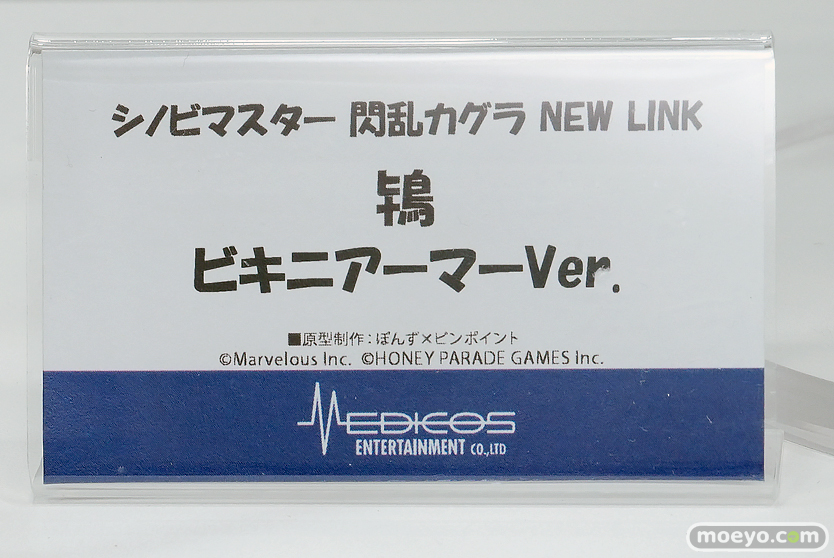 シノビマスター 閃乱カグラ NEW LINK
鴇
ビキニアーマーVer.
■原型制作：ぼんず×ピンポイント
©Marvelous Inc. ©HONEY PARADE GAMES Inc.
MEDICOS
ENTERTAINMENT CO.,LTD
moeyo.com